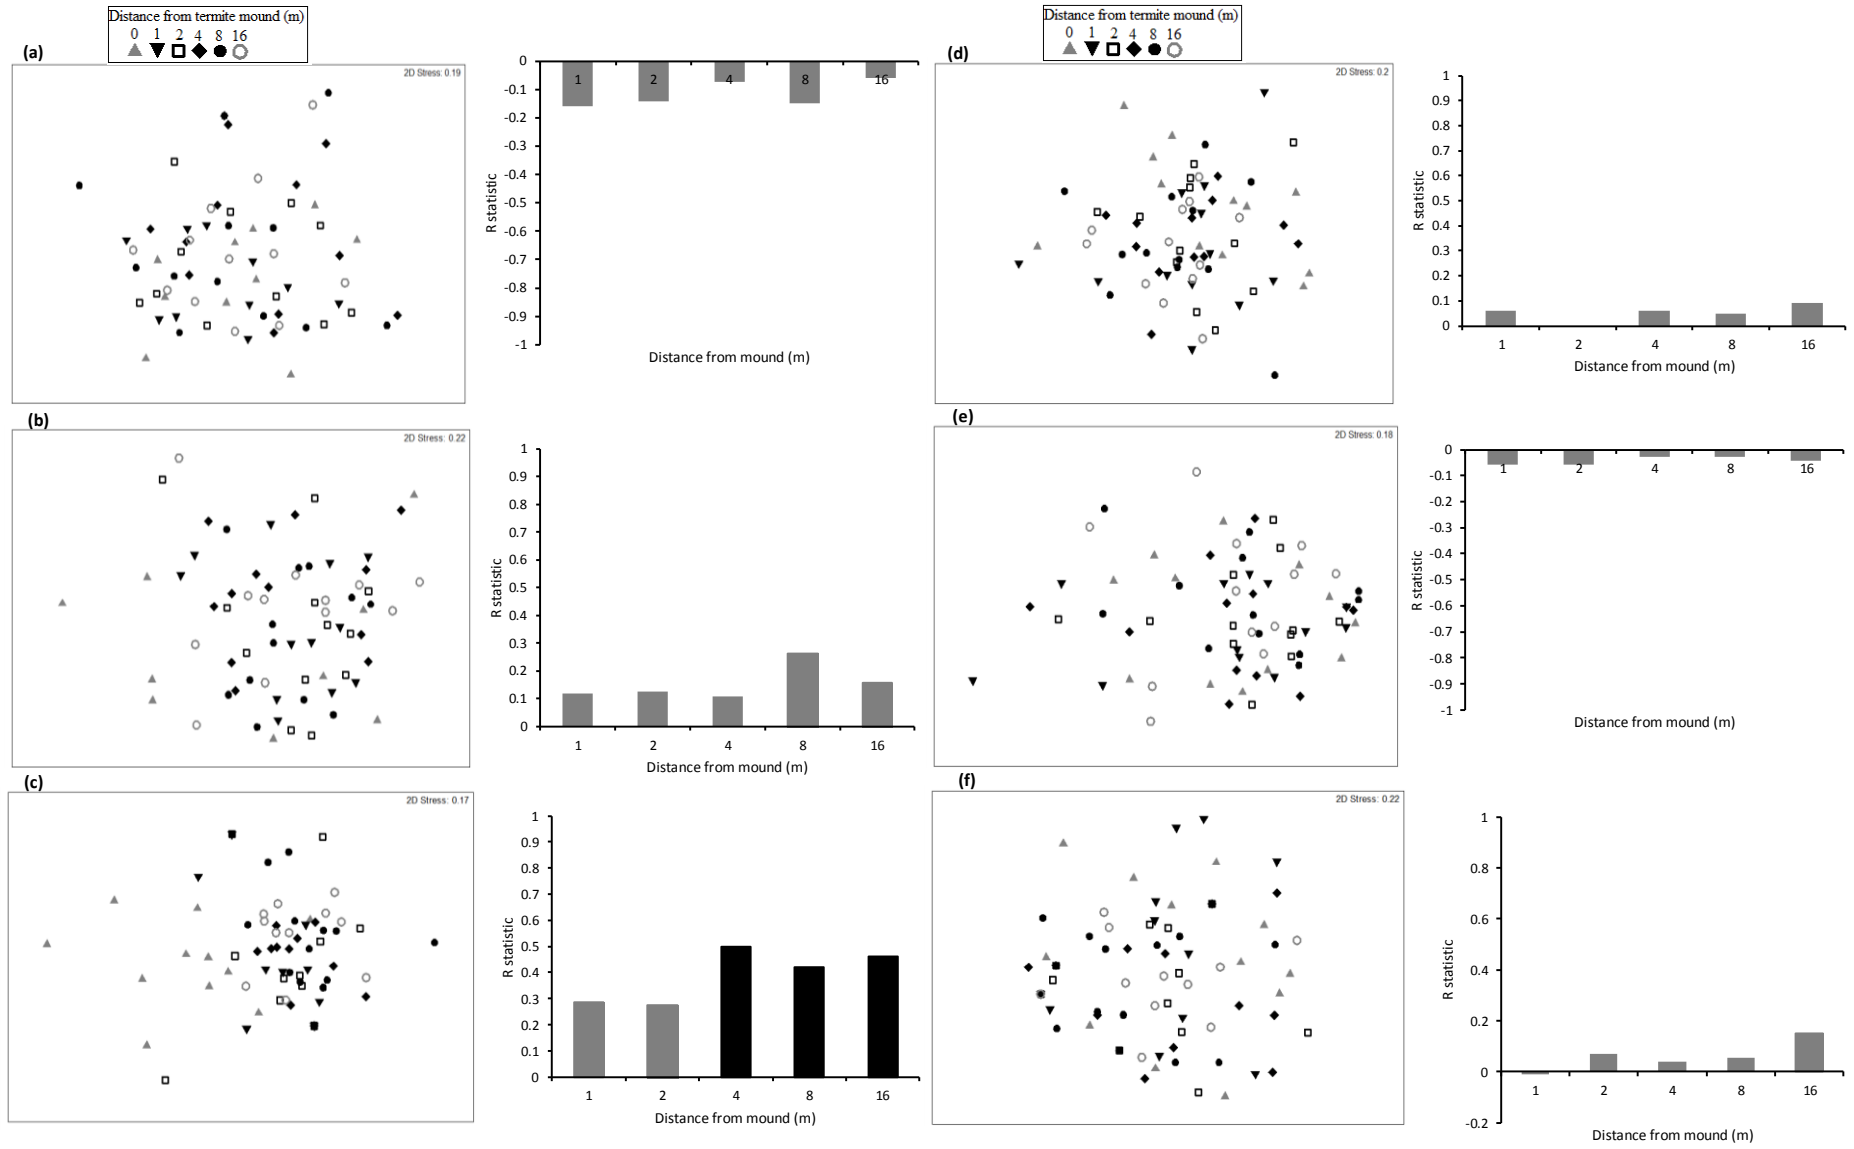 Distance from termite mound (m)
0 1 2 4 8 16
(a)
2D Stress: 0.19
0
-0.1
-0.2
-0.3
-0.4
-0.5
-0.6
-0.7
-0.8
-0.9
-1
R statistic
1 2 4 8 16
Distance from mound (m)
(b)
2D Stress: 0.22
1
0.9
0.8
0.7
0.6
0.5
0.4
0.3
0.2
0.1
0
R statistic
1 2 4 8 16
Distance from mound (m)
(c)
2D Stress: 0.17
1
0.9
0.8
0.7
0.6
0.5
0.4
0.3
0.2
0.1
0
R statistic
1 2 4 8 16
Distance from mound (m)
Distance from termite mound (m)
0 1 2 4 8 16
(d)
2D Stress: 0.2
1
0.9
0.8
0.7
0.6
0.5
0.4
0.3
0.2
0.1
0
R statistic
1 2 4 8 16
Distance from mound (m)
(e)
2D Stress: 0.18
0
-0.1
-0.2
-0.3
-0.4
-0.5
-0.6
-0.7
-0.8
-0.9
-1
R statistic
1 2 4 8 16
Distance from mound (m)
(f)
2D Stress: 0.22
1
0.8
0.6
0.4
0.2
0
-0.2
R statistic
1 2 4 8 16
Distance from mound (m)